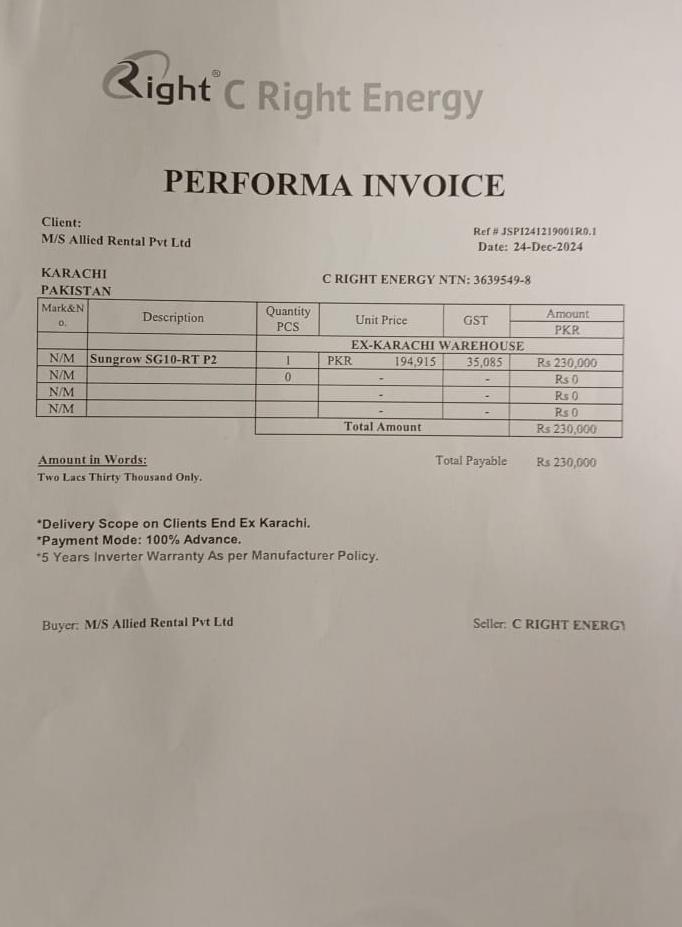 Right® C Right Energy
PERFORMA INVOICE
Client:
M/S Allied Rental Pvt Ltd
Ref # JSPI241219001R0.1
Date: 24-Dec-2024
KARACHI
PAKISTAN
C RIGHT ENERGY NTN: 3639549-8
Mark&N o. Description Quantity PCS Unit Price GST Amount PKR
EX-KARACHI WAREHOUSE
N/M Sungrow SG10-RT P2 1 PKR 194,915 35,085 Rs 230,000
N/M 0 - - Rs 0
N/M - - Rs 0
N/M - - Rs 0
Total Amount Rs 230,000
Amount in Words: Total Payable Rs 230,000
Two Lacs Thirty Thousand Only.
*Delivery Scope on Clients End Ex Karachi.
*Payment Mode: 100% Advance.
*5 Years Inverter Warranty As per Manufacturer Policy.
Buyer: M/S Allied Rental Pvt Ltd Seller: C RIGHT ENERGY